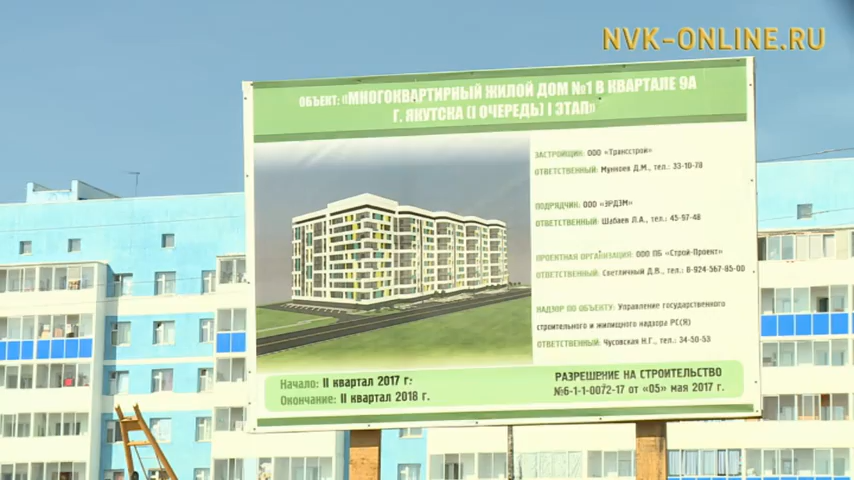 NVK-ONLINE.RU
ОБЪЕКТ: «МНОГОКВАРТИРНЫЙ ЖИЛОЙ ДОМ №1 В КВАРТАЛЕ 9А
Г. ЯКУТСКА (I ОЧЕРЕДЬ) I ЭТАП»
ЗАСТРОЙЩИК: ООО «Трансстрой»
ОТВЕТСТВЕННЫЙ: Мункоев Д.М., тел.: 33-10-78
ПОДРЯДЧИК: ООО «ЭРДЭМ»
ОТВЕТСТВЕННЫЙ: Шабаев Л.А., тел.: 45-97-48
ПРОЕКТНАЯ ОРГАНИЗАЦИЯ: ООО ПБ «Строй-Проект»
ОТВЕТСТВЕННЫЙ: Светличный Д.В., тел.: 8-924-567-85-00
НАДЗОР ПО ОБЪЕКТУ: Управление государственного
строительного и жилищного надзора РС(Я)
ОТВЕТСТВЕННЫЙ: Чусовская Н.Г., тел.: 34-50-53
Начало: II квартал 2017 г.
Окончание: II квартал 2018 г.
РАЗРЕШЕНИЕ НА СТРОИТЕЛЬСТВО
№6-1-1-0072-17 от «05» мая 2017 г.